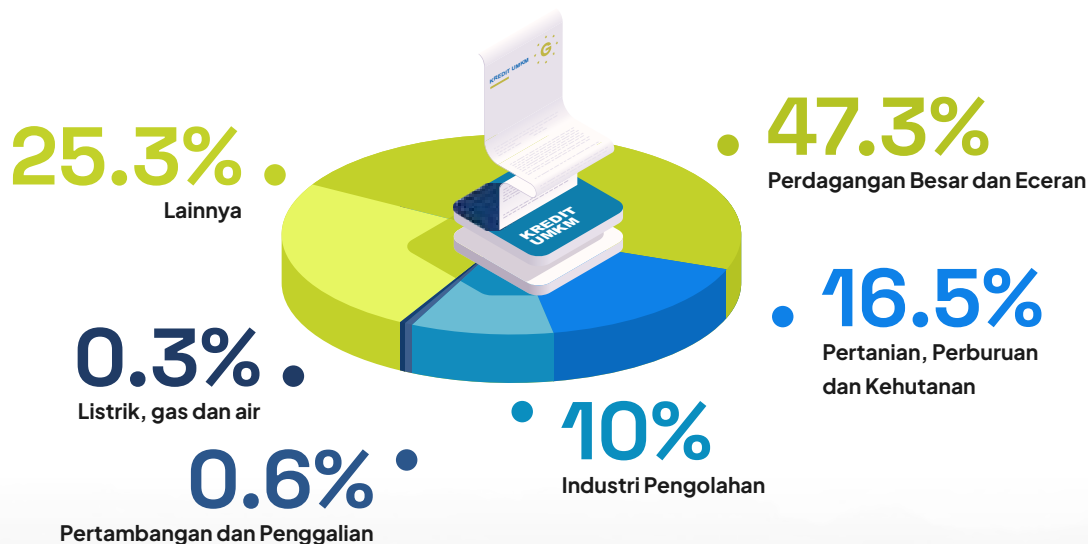 KREDIT UMKM
G
KREDIT
UMKM
25.3%
Lainnya
47.3%
Perdagangan Besar dan Eceran
16.5%
Pertanian, Perburuan
dan Kehutanan
0.3%
Listrik, gas dan air
10%
Industri Pengolahan
0.6%
Pertambangan dan Penggalian